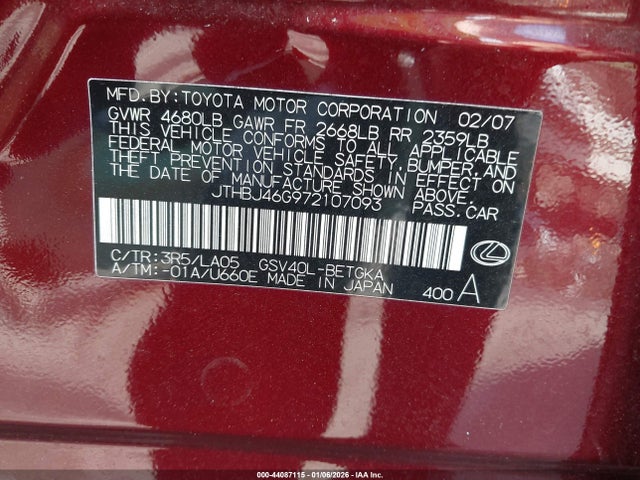 MFD.BY:TOYOTA MOTOR CORPORATION 02/07
GVWR 4680LB GAWR FR 2668LB RR 2359LB
THIS VEHICLE CONFORMS TO ALL APPLICABLE
FEDERAL MOTOR VEHICLE SAFETY, BUMPER, AND
THEFT PREVENTION STANDARDS IN EFFECT ON
THE DATE OF MANUFACTURE SHOWN ABOVE.
JTHBJ46G972107093 PASS.CAR
C/TR:3R5/LA05 GSV40L-BETGKA
A/TM:-01A/U660E MADE IN JAPAN 400 A
000-44087115 - 01/06/2026 - IAA Inc.